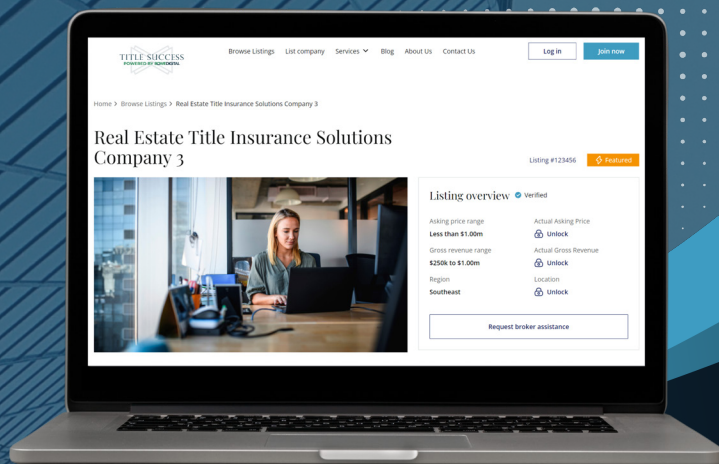 TITLE SUCCESS
POWERED BY SQWEDIGITAL
Browse Listings List company Services Blog About Us Contact Us
Log in
Join now
Home > Browse Listings > Real Estate Title Insurance Solutions Company 3
Real Estate Title Insurance Solutions
Company 3
Listing #123456
Featured
Listing overview Verified
Asking price range Actual Asking Price
Less than $1.00m Unlock
Gross revenue range Actual Gross Revenue
$250k to $1.00m Unlock
Region Location
Southeast Unlock
Request broker assistance